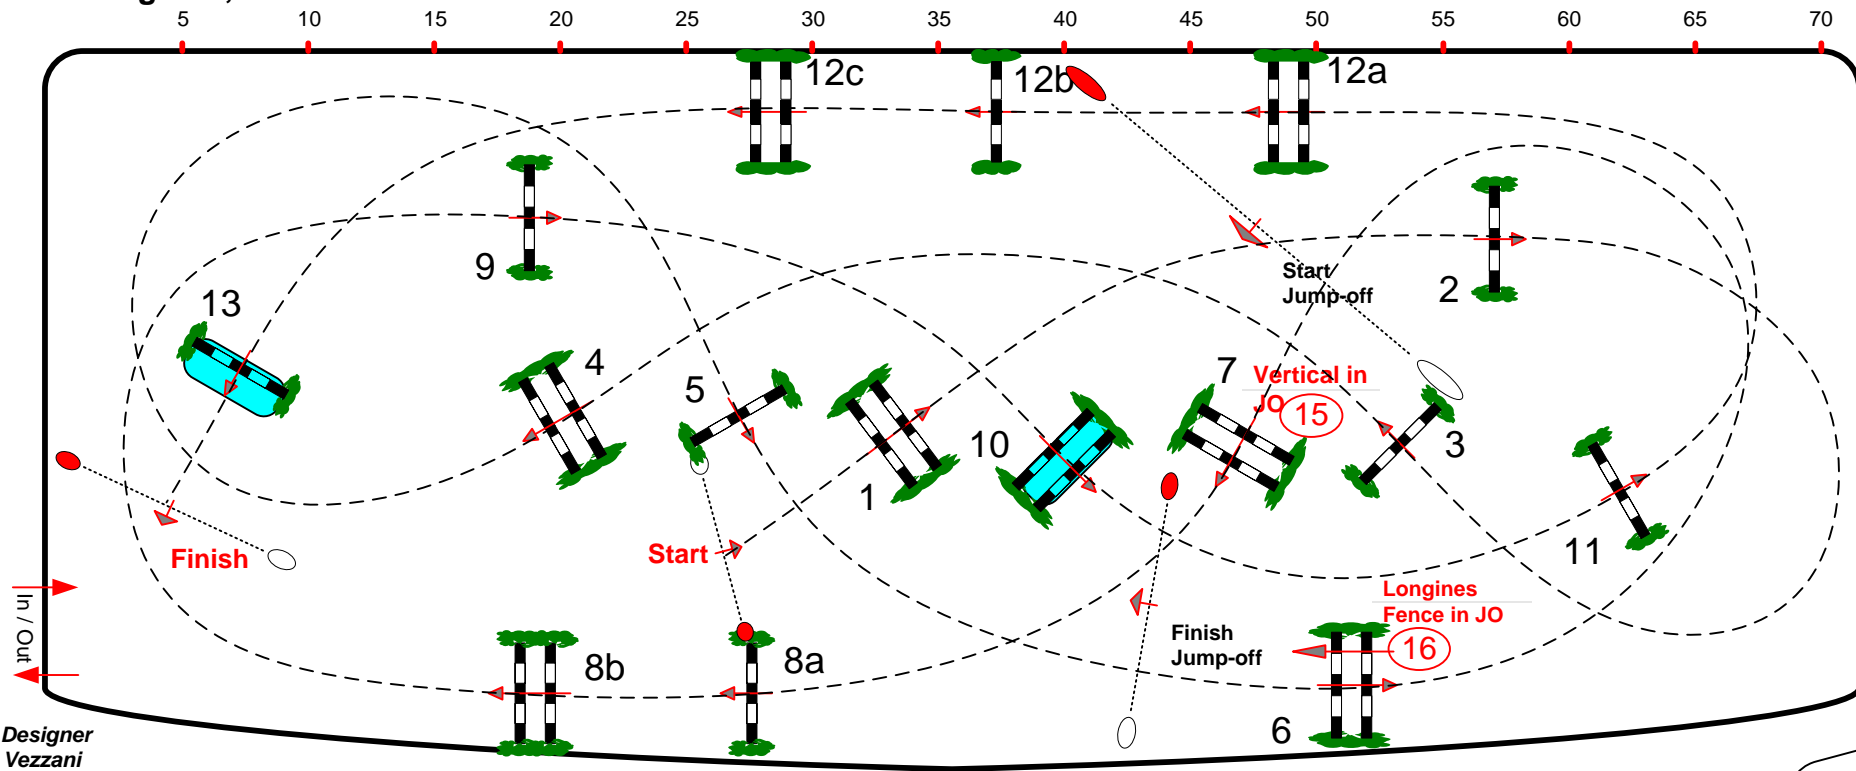 5 10 15 20 25 30 35 40 45 50 55 60 65 70
12c
12b
12a
9
2
13
Start
Jump-off
4
5
7
Vertical in
JO
15
10
3
1
11
Start
Finish
Longines
Fence in JO
16
In / Out
Finish
Jump-off
8b
8a
6
Designer
Vezzani